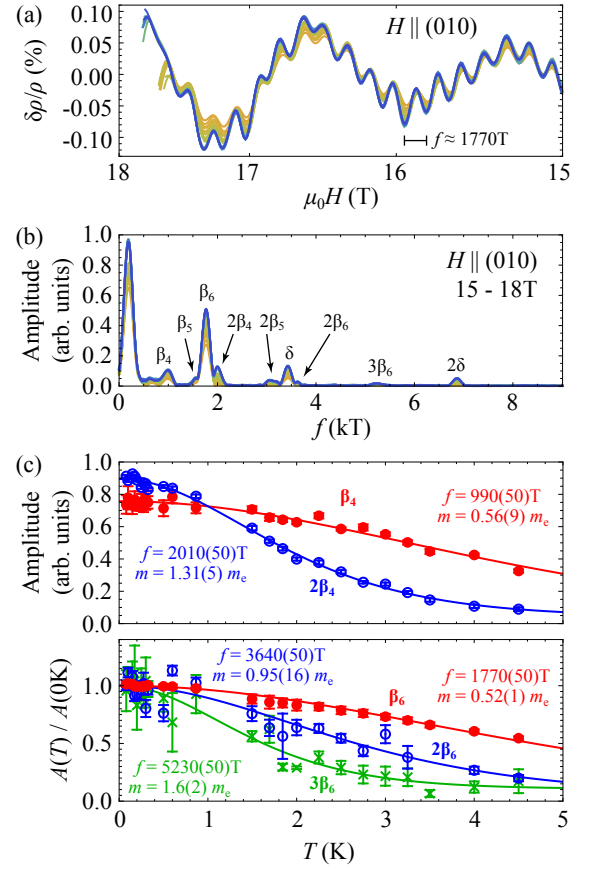 (a)
H || (010)
0.10
0.05
0.00
-0.05
-0.10
δρ/ρ (%)
f ≈ 1770T
18
17
16
15
μ₀H (T)
(b)
H || (010)
15 - 18T
1.0
0.8
0.6
0.4
0.2
0.0
Amplitude
(arb. units)
β₄
β₅
β₆
2β₄
2β₅
δ
2β₆
3β₆
2δ
0
2
4
6
8
f (kT)
(c)
1.0
0.8
0.6
0.4
0.2
0.0
Amplitude
(arb. units)
β₄
f = 990(50)T
m = 0.56(9) mₑ
f = 2010(50)T
m = 1.31(5) mₑ
2β₄
1.0
0.5
0.0
A(T) / A(0K)
f = 3640(50)T
m = 0.95(16) mₑ
f = 1770(50)T
m = 0.52(1) mₑ
β₆
2β₆
f = 5230(50)T
m = 1.6(2) mₑ
3β₆
0
1
2
3
4
5
T (K)